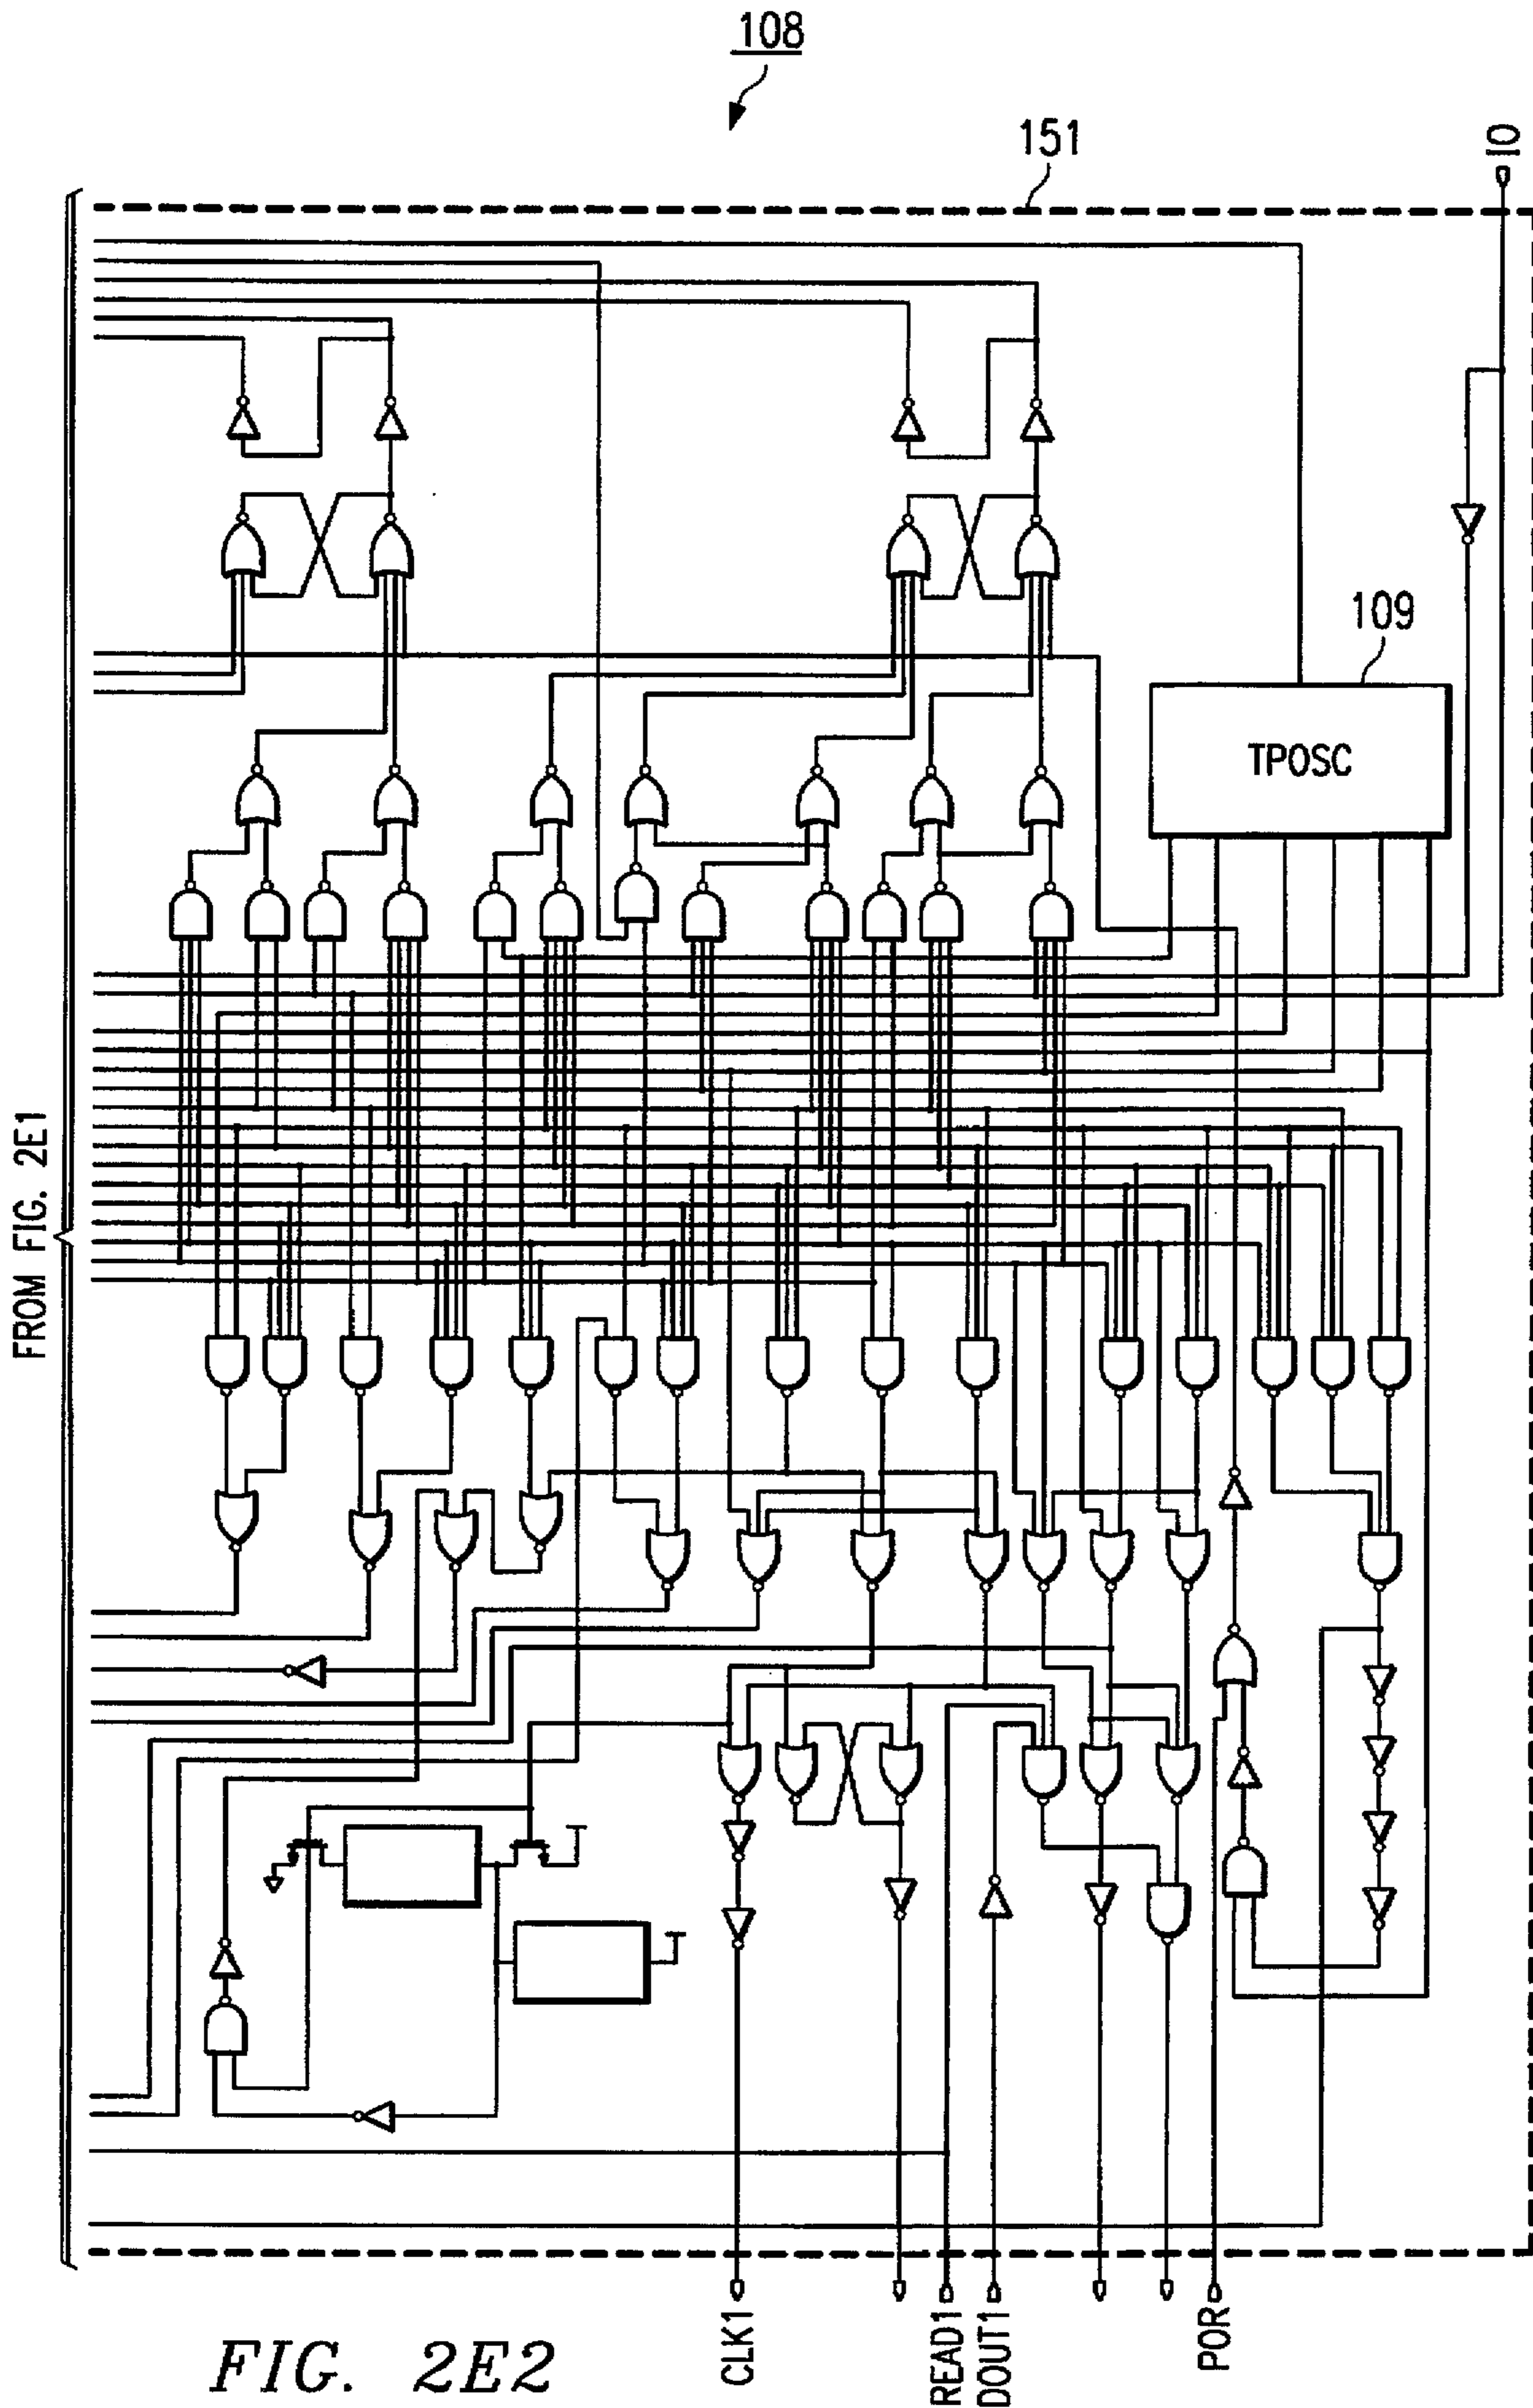 108
151
IO
109
TPOSC
FROM FIG. 2E1
CLK1
READ1
DOUT1
POR
FIG. 2E2